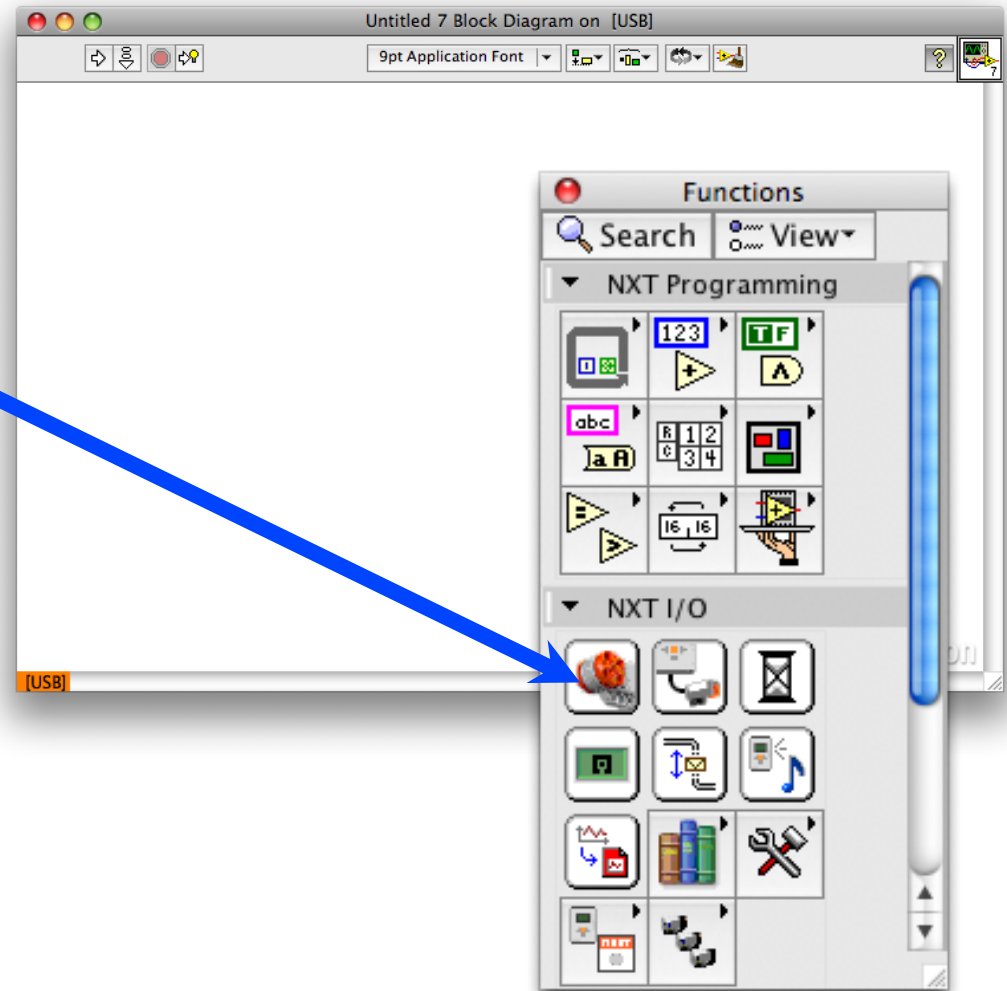 Untitled 7 Block Diagram on [USB]
9pt Application Font
?
7
Functions
Search View
NXT Programming
123
T F
abc
a A
R 1 2
C 3 4
16 16
NXT I/O
on
[USB]